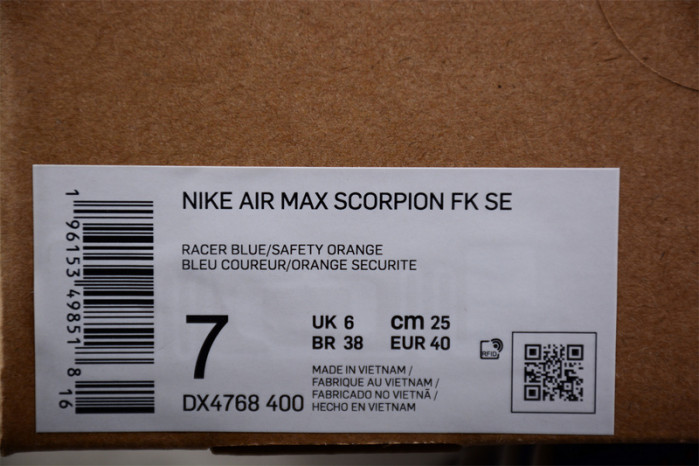 NIKE AIR MAX SCORPION FK SE
RACER BLUE/SAFETY ORANGE
BLEU COUREUR/ORANGE SECURITE
7
UK 6 cm 25
BR 38 EUR 40
RFID
MADE IN VIETNAM /
FABRIQUE AU VIETNAM /
FABRICADO NO VIETNÃ /
HECHO EN VIETNAM
DX4768 400
1 96153 49851 8 16